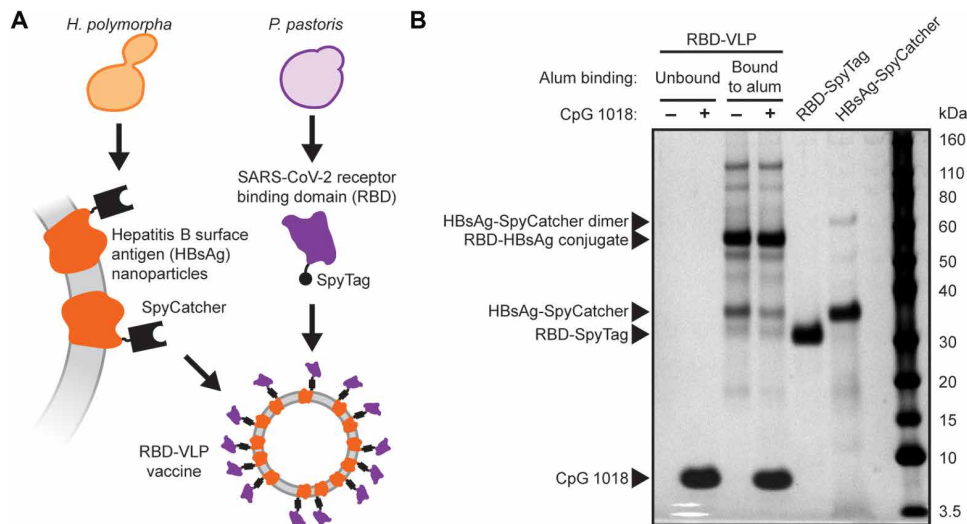 A
H. polymorpha
P. pastoris
SARS-CoV-2 receptor
binding domain (RBD)
Hepatitis B surface
antigen (HBsAg)
nanoparticles
SpyTag
SpyCatcher
RBD-VLP
vaccine
B
RBD-VLP
Alum binding: Unbound Bound
to alum
CpG 1018: – + – +
RBD-SpyTag
HBsAg-SpyCatcher
kDa
160
110
80
HBsAg-SpyCatcher dimer
60
RBD-HBsAg conjugate
50
40
HBsAg-SpyCatcher
RBD-SpyTag
30
20
15
10
CpG 1018
3.5